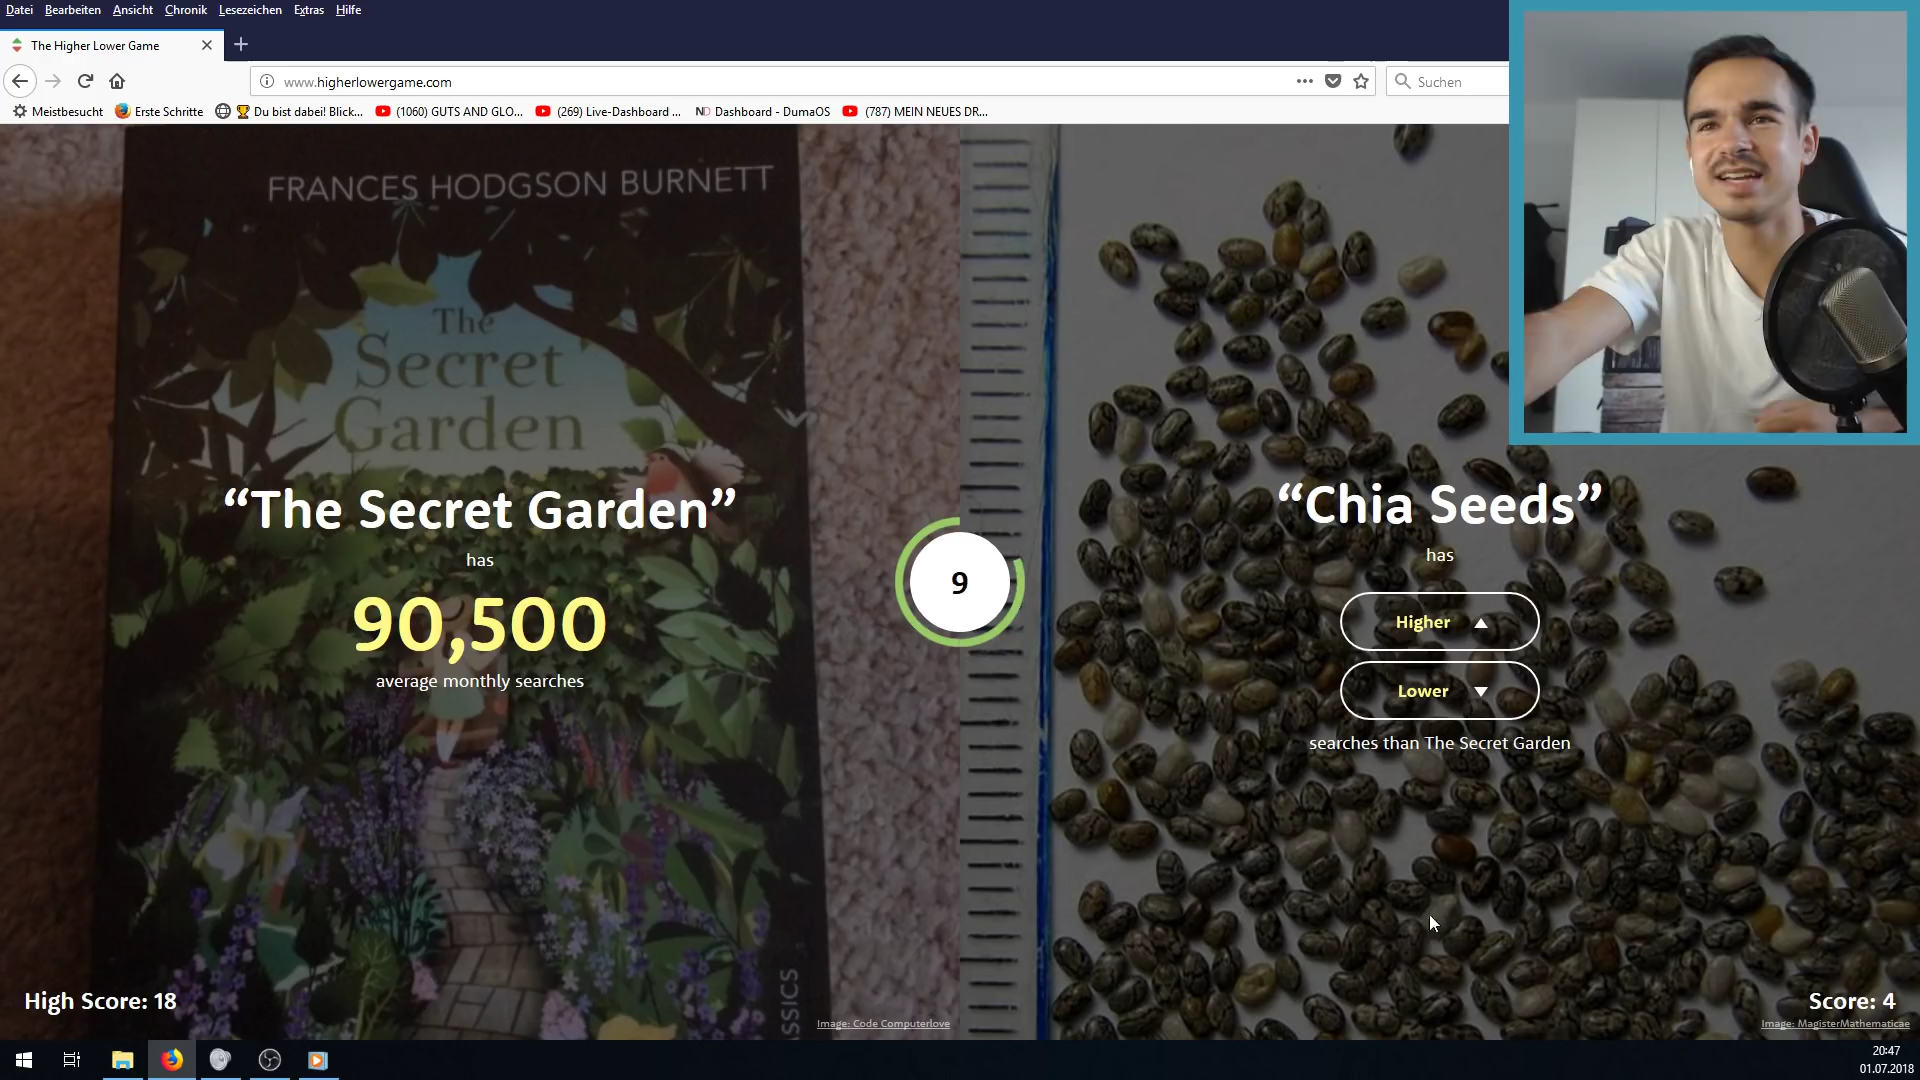 Datei Bearbeiten Ansicht Chronik Lesezeichen Extras Hilfe
The Higher Lower Game
www.higherlowergame.com
Suchen
Meistbesucht Erste Schritte Du bist dabei! Blick... (1060) GUTS AND GLO... (269) Live-Dashboard ... ND Dashboard - DumaOS (787) MEIN NEUES DR...
FRANCES HODGSON BURNETT
The
Secret
Garden
“The Secret Garden”
has
90,500
average monthly searches
9
“Chia Seeds”
has
Higher
Lower
searches than The Secret Garden
High Score: 18
Image: Code Computerlove
Score: 4
Image: MagisterMathematicae
20:47
01.07.2018